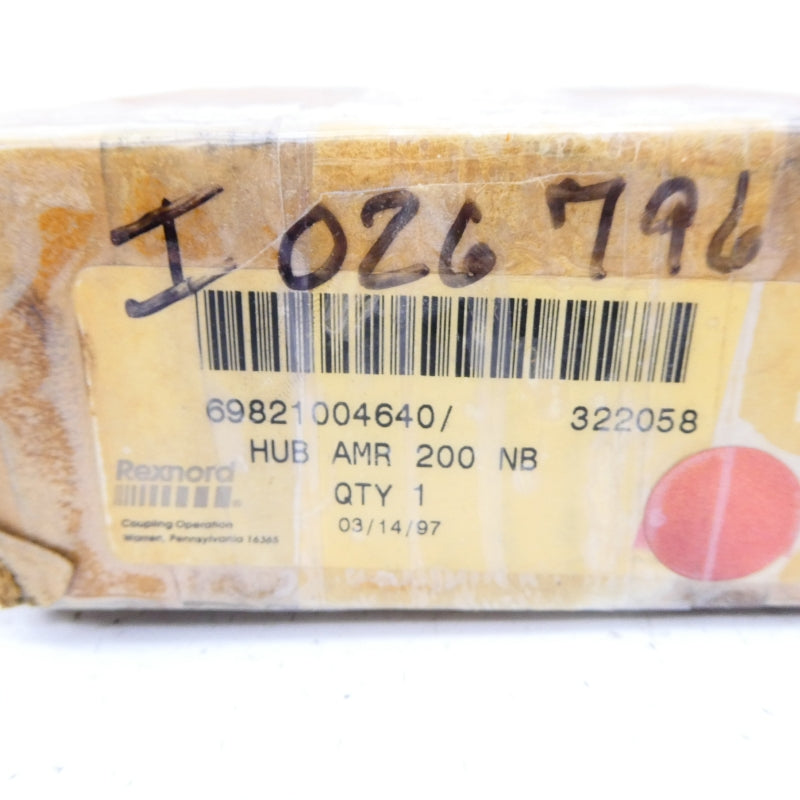 I 026 796
69821004640/ 322058
HUB AMR 200 NB
Rexnord
QTY 1
Coupling Operation
03/14/97
Warren, Pennsylvania 16365